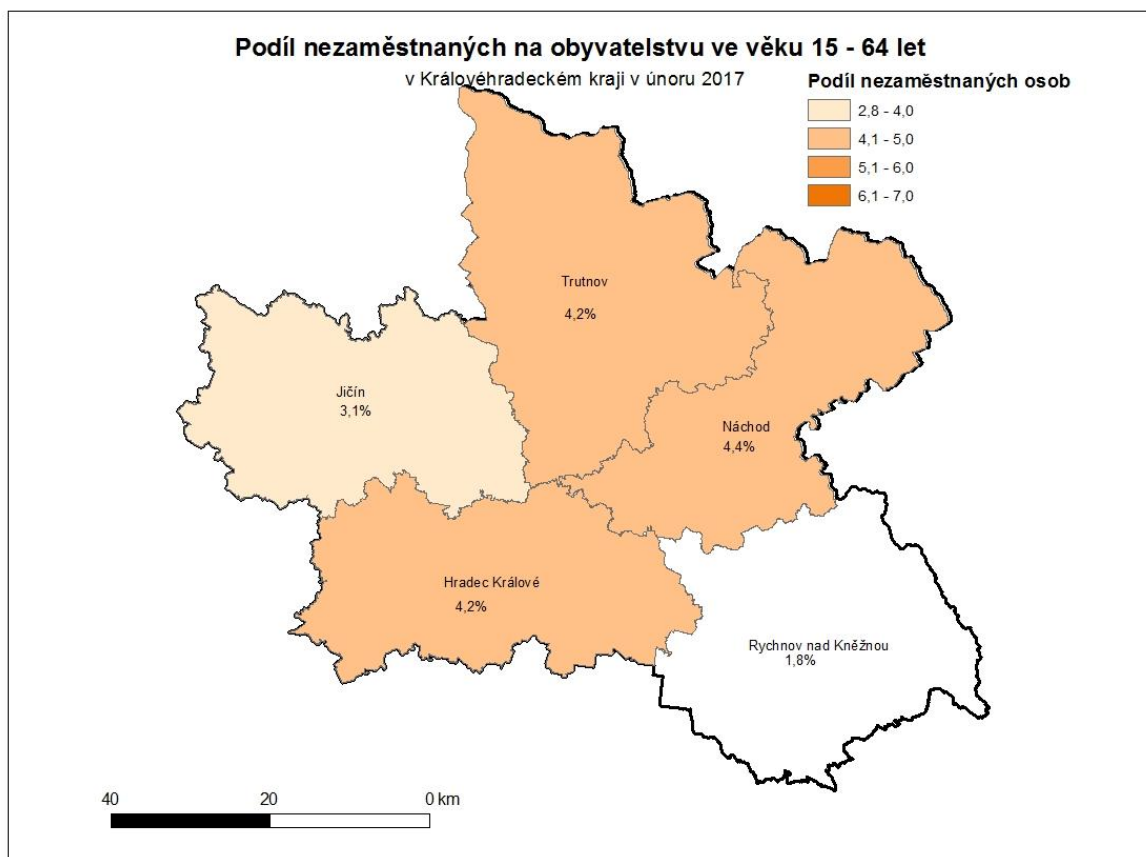 Podíl nezaměstnaných na obyvatelstvu ve věku 15 - 64 let
v Královéhradeckém kraji v únoru 2017
Podíl nezaměstnaných osob
2,8 - 4,0
4,1 - 5,0
5,1 - 6,0
6,1 - 7,0
Trutnov
4,2%
Jičín
3,1%
Náchod
4,4%
Hradec Králové
4,2%
Rychnov nad Kněžnou
1,8%
40 20 0 km